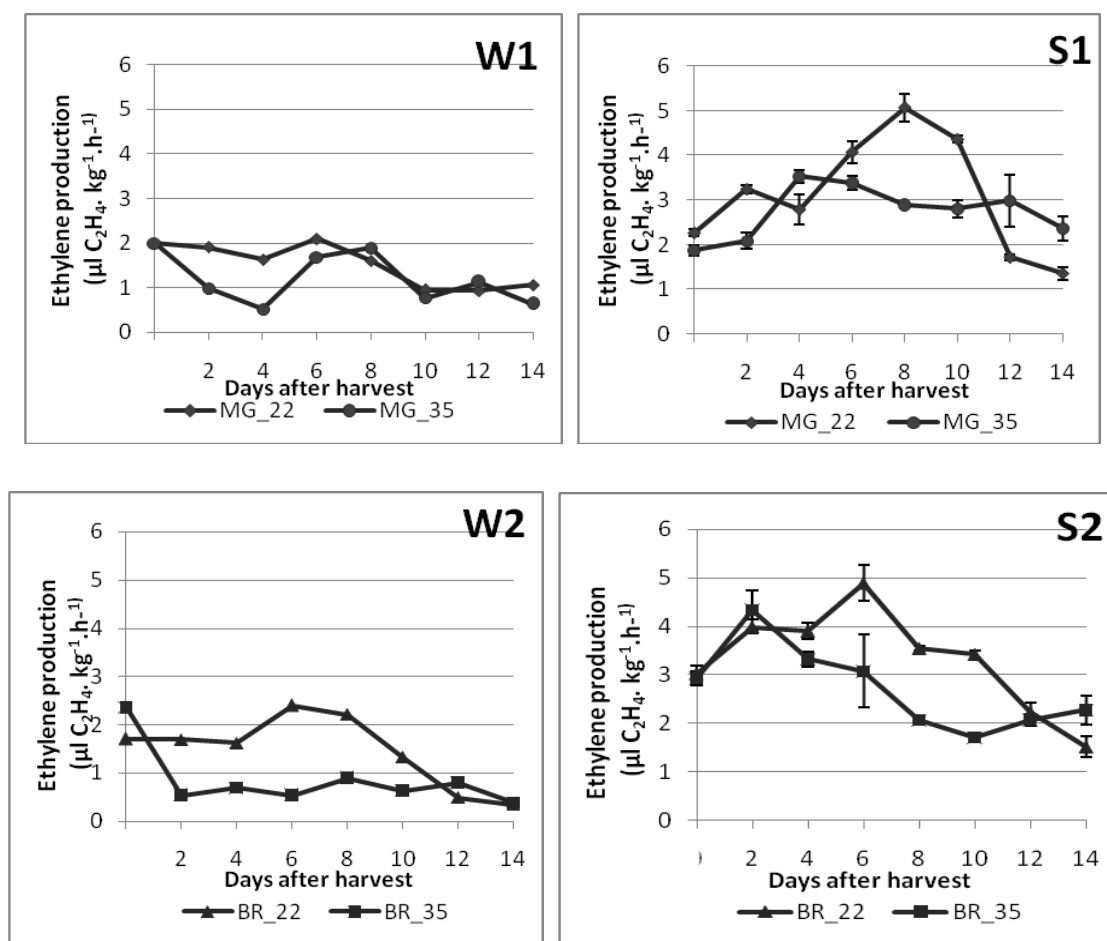 W1
Ethylene production
(µl C₂H₄. kg⁻¹.h-¹)
6
5
4
3
2
1
0
2 4 6 8 10 12 14
Days after harvest
MG_22 MG_35
S1
Ethylene production
(µl C₂H₄. kg⁻¹.h-¹)
6
5
4
3
2
1
0
2 4 6 8 10 12 14
Days after harvest
MG_22 MG_35
W2
Ethylene production
(µl C₂H₄. kg⁻¹.h-¹)
6
5
4
3
2
1
0
2 4 6 8 10 12 14
Days after harvest
BR_22 BR_35
S2
Ethylene production
(µl C₂H₄. kg⁻¹.h-¹)
6
5
4
3
2
1
0
2 4 6 8 10 12 14
Days after harvest
BR_22 BR_35